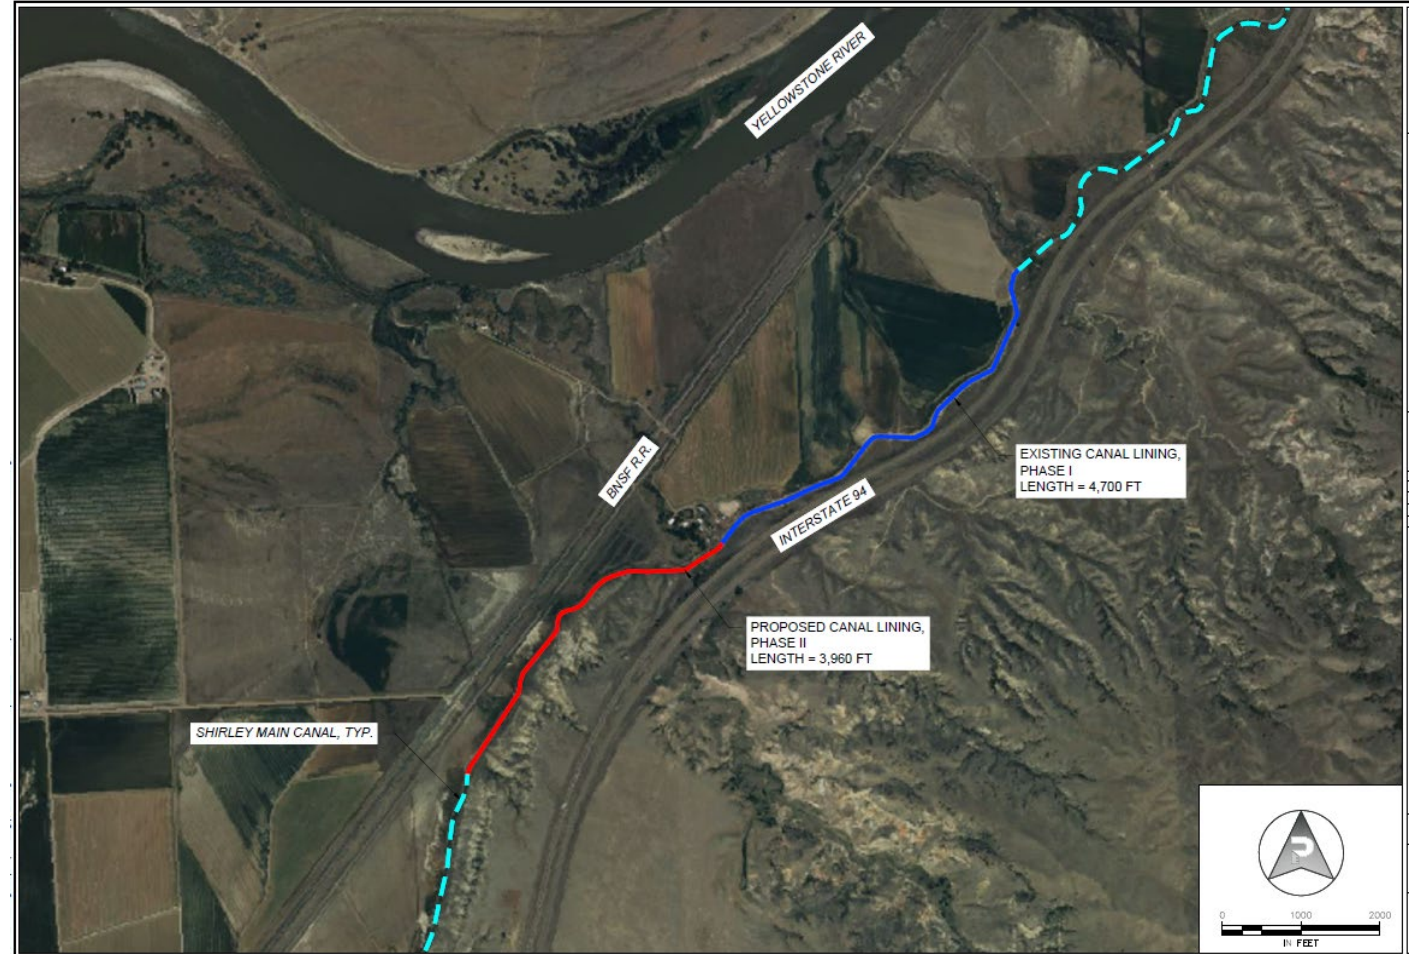 YELLOWSTONE RIVER
BNSF R.R.
EXISTING CANAL LINING,
PHASE I
LENGTH = 4,700 FT
INTERSTATE 94
PROPOSED CANAL LINING,
PHASE II
LENGTH = 3,960 FT
SHIRLEY MAIN CANAL, TYP.
0 1000 2000
IN FEET